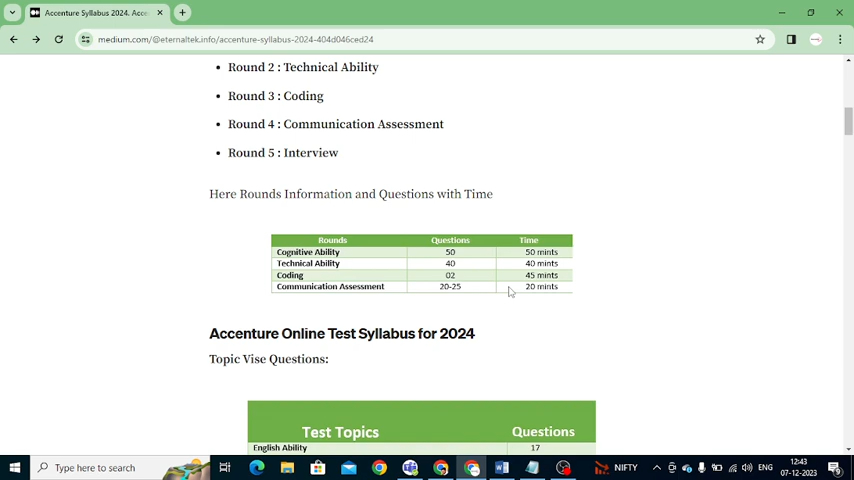 Accenture Syllabus 2024. Acce
medium.com/@eternaltek.info/accenture-syllabus-2024-404d046ced24
• Round 2 : Technical Ability
• Round 3 : Coding
• Round 4 : Communication Assessment
• Round 5 : Interview
Here Rounds Information and Questions with Time
Rounds Questions Time
Cognitive Ability 50 50 mints
Technical Ability 40 40 mints
Coding 02 45 mints
Communication Assessment 20-25 20 mints
Accenture Online Test Syllabus for 2024
Topic Vise Questions:
Test Topics Questions
English Ability 17
Type here to search NIFTY ENG 12:43
07-12-2023